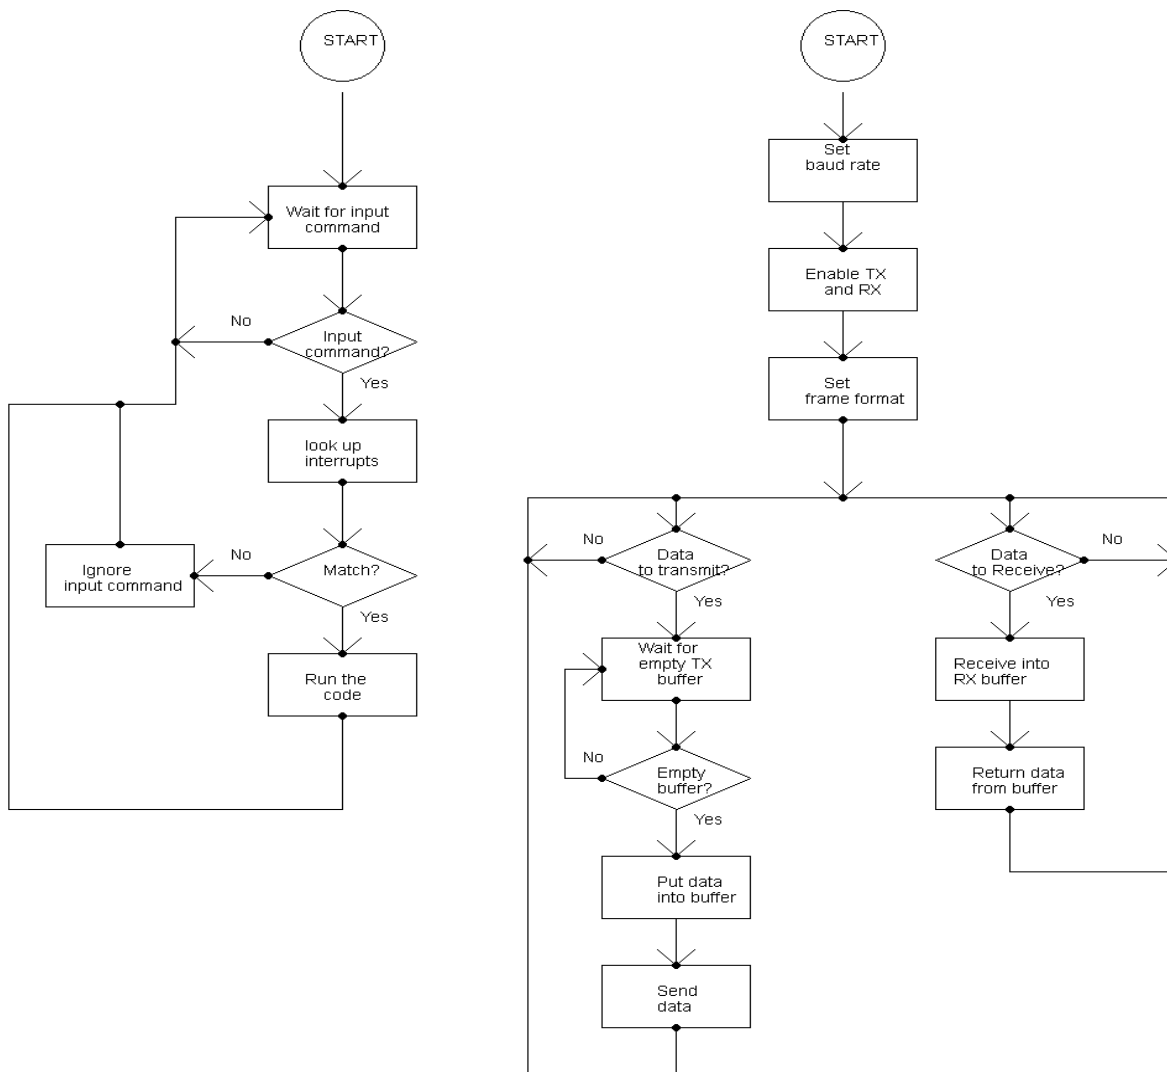 START
Wait for input
command
No
Input
command?
Yes
look up
interrupts
No
Match?
Ignore
input command
Yes
Run the
code
START
Set
baud rate
Enable TX
and RX
Set
frame format
No
Data
to transmit?
Yes
Wait for
empty TX
buffer
No
Empty
buffer?
Yes
Put data
into buffer
Send
data
Data
to Receive?
No
Yes
Receive into
RX buffer
Return data
from buffer